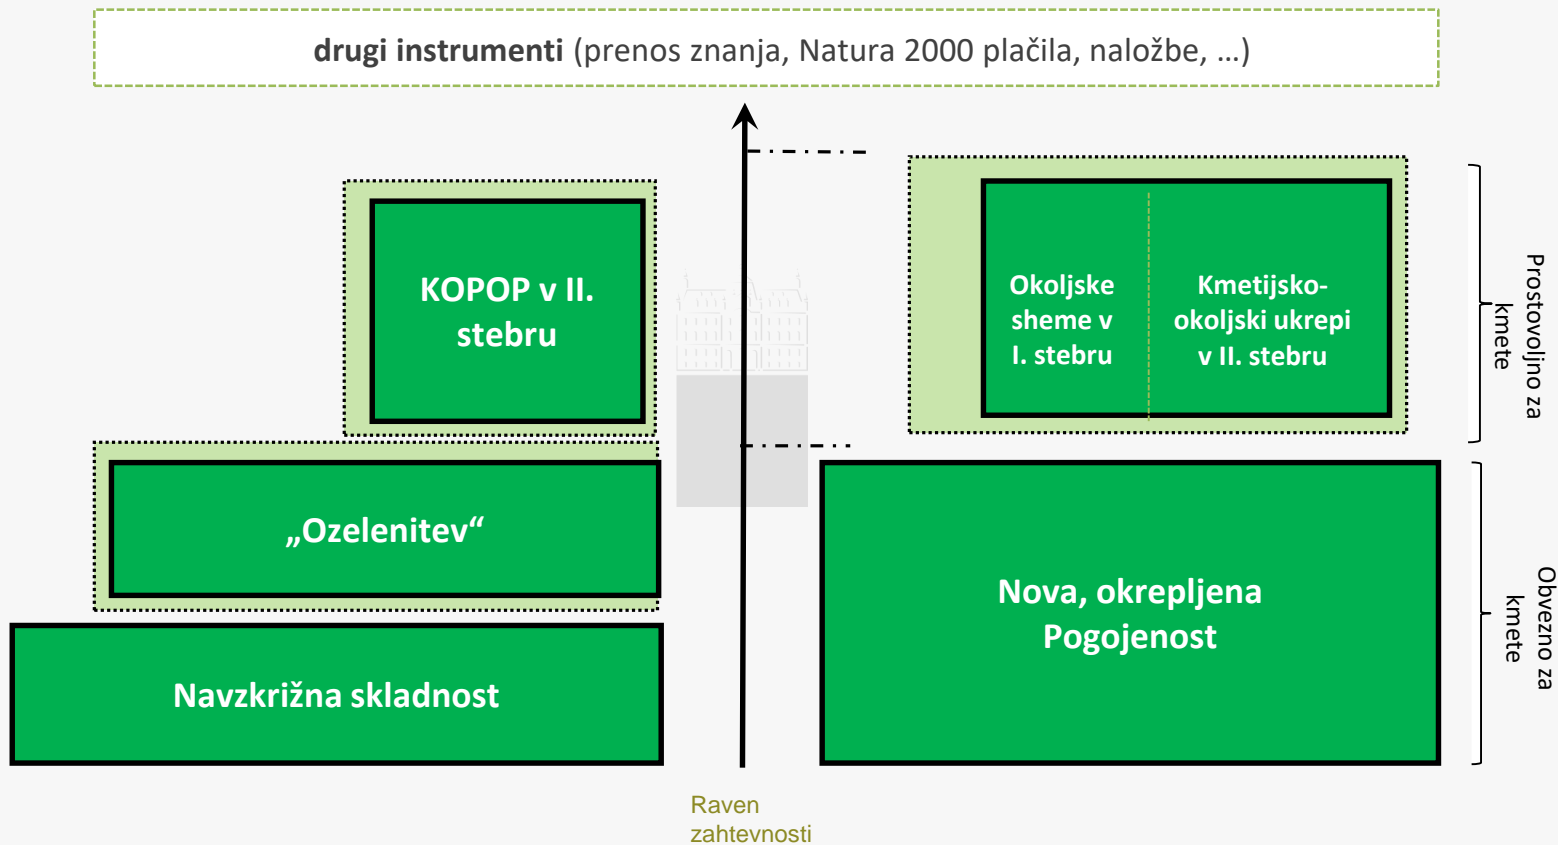 drugi instrumenti (prenos znanja, Natura 2000 plačila, naložbe, …)
KOPOP v II.
stebru
„Ozelenitev“
Navzkrižna skladnost
Raven
zahtevnosti
Okoljske
sheme v
I. stebru
Kmetijsko-
okoljski ukrepi
v II. stebru
Nova, okrepljena
Pogojenost
Prostovoljno za
kmete
Obvezno za
kmete